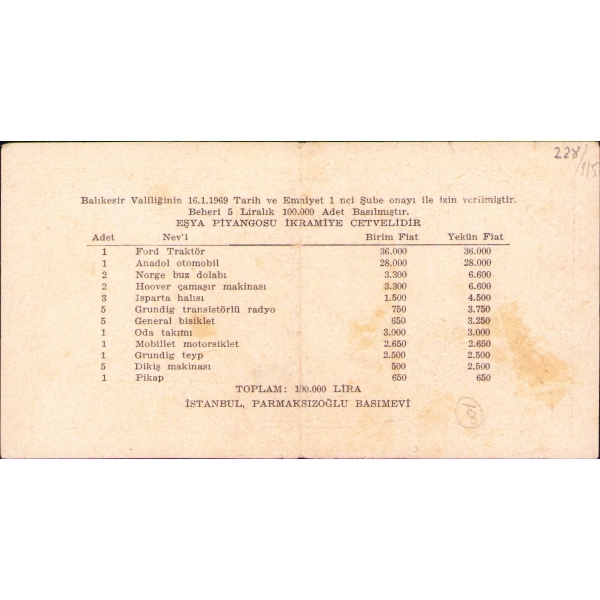 228/115
Balıkesir Valiliğinin 16.1.1969 Tarih ve Emniyet 1 nci Şube onayı ile izin verilmiştir.
Beheri 5 Liralık 100.000 Adet Basılmıştır.
EŞYA PİYANGOSU İKRAMİYE CETVELİDİR
Adet Nev'i Birim Fiat Yekün Fiat
1 Ford Traktör 36.000 36.000
1 Anadol otomobil 28.000 28.000
2 Norge buz dolabı 3.300 6.600
2 Hoover çamaşır makinası 3.300 6.600
3 Isparta halısı 1.500 4.500
5 Grundig transistörlü radyo 750 3.750
5 General bisiklet 650 3.250
1 Oda takımı 3.000 3.000
1 Mobillet motorsiklet 2.650 2.650
1 Grundig teyp 2.500 2.500
5 Dikiş makinası 500 2.500
1 Pikap 650 650
TOPLAM: 100.000 LİRA
İSTANBUL, PARMAKSIZOĞLU BASIMEVİ